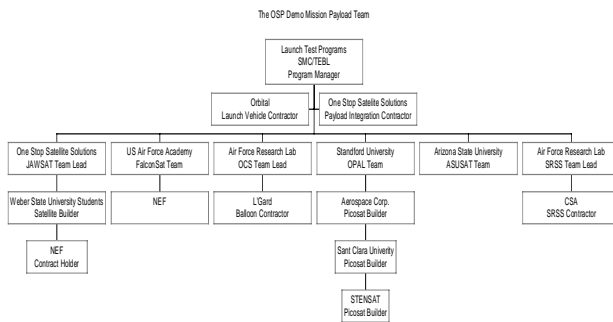 The OSP Demo Mission Payload Team
Launch Test Programs
SMC/TEBL
Program Manager
Orbital
Launch Vehicle Contractor
One Stop Satelite Solutions
Payload Integration Contractor
One Stop Satellite Solutions
JAWSAT Team Lead
US Air Force Academy
FalconSat Team
Air Force Research Lab
OCS Team Lead
Standford University
OPAL Team
Arizona State University
ASUSAT Team
Air Force Research Lab
SRSS Team Lead
Weber State University Students
Satellite Builder
NEF
L'Gard
Balloon Contractor
Aerospace Corp.
Picosat Builder
CSA
SRSS Contractor
NEF
Contract Holder
Sant Clara Univerity
Picosat Builder
STENSAT
Picosat Builder